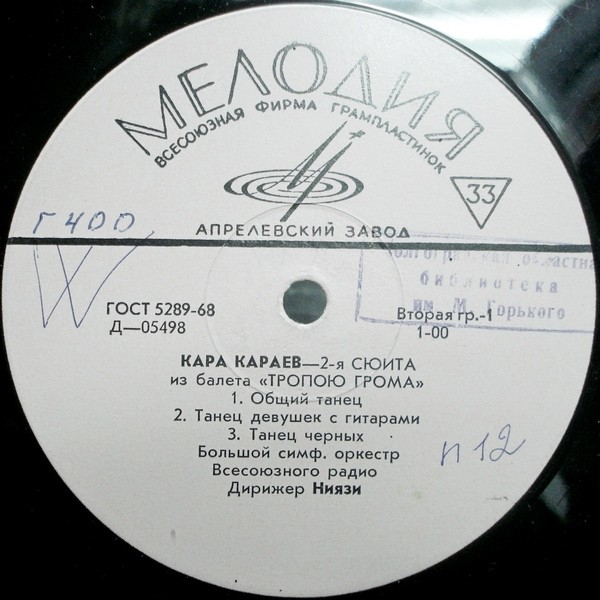 МЕЛОДИЯ
ВСЕСОЮЗНАЯ ФИРМА ГРАМПЛАСТИНОК
33
АПРЕЛЕВСКИЙ ЗАВОД
Г 400
ГОСТ 5289-68
Д—05498
областна
библиотека
им М. Горького
Вторая гр.-1
1-00
КАРА КАРАЕВ—2-я СЮИТА
из балета «ТРОПОЮ ГРОМА»
1. Общий танец
2. Танец девушек с гитарами
3. Танец черных
Большой симф. оркестр
Всесоюзного радио
Дирижер Ниязи
п 12